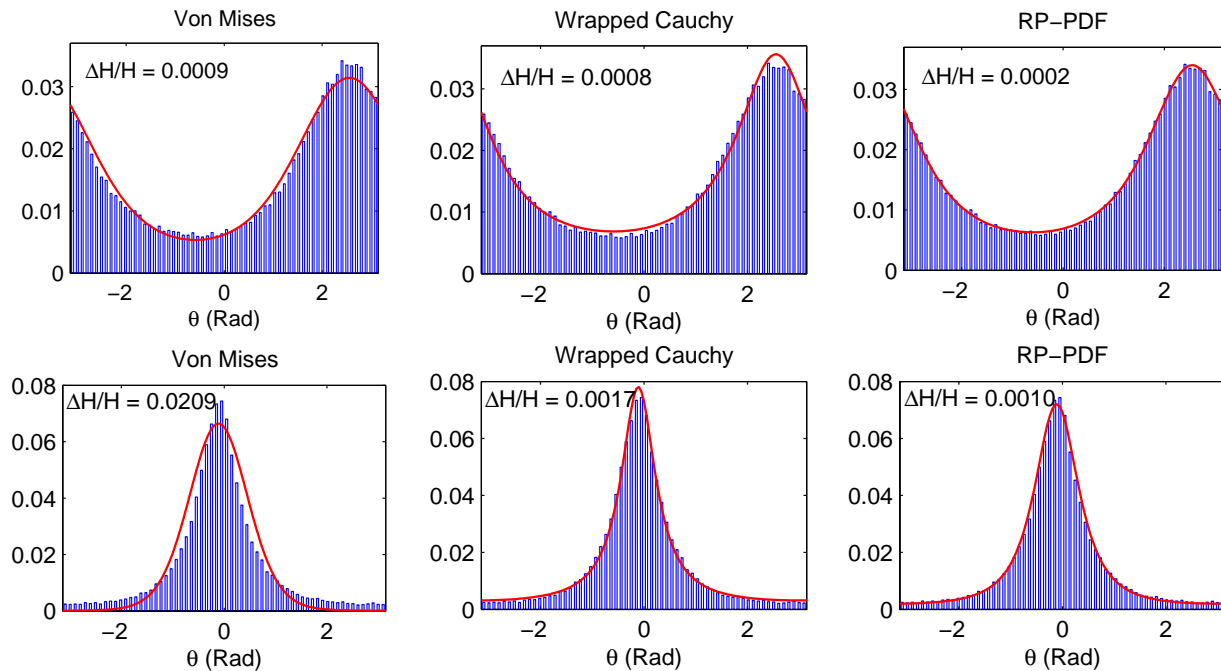 Von Mises
ΔH/H = 0.0009
0.03
0.02
0.01
0
−2
0
2
θ (Rad)
Wrapped Cauchy
ΔH/H = 0.0008
0.03
0.02
0.01
0
−2
0
2
θ (Rad)
RP−PDF
ΔH/H = 0.0002
0.03
0.02
0.01
0
−2
0
2
θ (Rad)
Von Mises
ΔH/H = 0.0209
0.08
0.06
0.04
0.02
0
−2
0
2
θ (Rad)
Wrapped Cauchy
ΔH/H = 0.0017
0.08
0.06
0.04
0.02
0
−2
0
2
θ (Rad)
RP−PDF
ΔH/H = 0.0010
0.08
0.06
0.04
0.02
0
−2
0
2
θ (Rad)